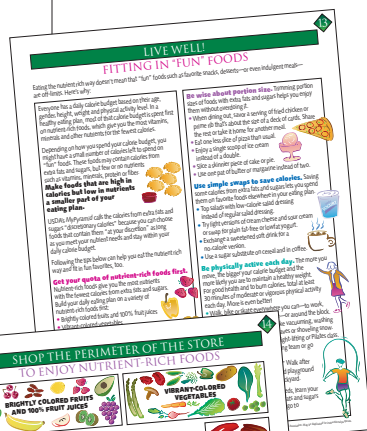 13
LIVE WELL!
FITTING IN "FUN" FOODS
Eating the nutrient-rich way doesn't mean that "fun" foods such as favorite snacks, desserts—or even indulgent meals—
are off-limits. Here's why:
Everyone has a daily calorie budget based on their age,
gender, height, weight and physical activity level. In a
healthy eating plan, most of that calorie budget is spent first
on nutrient-rich foods, which give you the most vitamins,
minerals and other nutrients for the fewest calories.
Depending on how you spend your calorie budget, you
might have a small number of calories left to spend on
"fun" foods. These foods may contain calories from
extra fats and sugars, but few or no nutrients
such as vitamins, minerals, protein or fiber.
Make foods that are high in
calories but low in nutrients
a smaller part of your
eating plan.
USDA's MyPyramid calls the calories from extra fats and
sugars "discretionary calories" because you can choose
foods that contain them "at your discretion" as long
as you meet your nutrient needs and stay within your
daily calorie budget.
Following the tips below can help you eat the nutrient-rich
way and fit in fun favorites, too.
Get your quota of nutrient-rich foods first.
Nutrient-rich foods give you the most nutrients
with the fewest calories from extra fats and sugars.
Build your daily eating plan on a variety of
nutrient-rich foods first:
• Brightly colored fruits and 100% fruit juices
• Vibrant-colored vegetables
Be wise about portion size. Trimming portion
sizes of foods with extra fats and sugars helps you enjoy
them without overdoing it.
• When dining out, savor a serving of fried chicken or
prime rib that's about the size of a deck of cards. Share
the rest or take it home for another meal.
• Eat one less slice of pizza than usual.
• Enjoy a single scoop of ice cream
instead of a double.
• Slice a thinner piece of cake or pie.
• Use one pat of butter or margarine instead of two.
Use simple swaps to save calories. Saving
some calories from extra fats and sugars lets you spend
them on favorite foods elsewhere in your eating plan.
• Top salads with low-calorie salad dressing
instead of regular salad dressing.
• Try light versions of cream cheese and sour cream
or swap for plain fat-free or lowfat yogurt.
• Exchange a sweetened soft drink for a
no-calorie version.
• Use a sugar substitute on cereal and in coffee.
Be physically active each day. The more you
move, the bigger your calorie budget and the
more likely you are to maintain a healthy weight.
For good health and to burn calories, total at least
30 minutes of moderate or vigorous physical activity
each day. More is even better!
• Walk, bike or skate everywhere you can—to work,
14
SHOP THE PERIMETER OF THE STORE
TO ENJOY NUTRIENT-RICH FOODS
BRIGHTLY COLORED FRUITS
AND 100% FRUIT JUICES
VIBRANT-COLORED
VEGETABLES